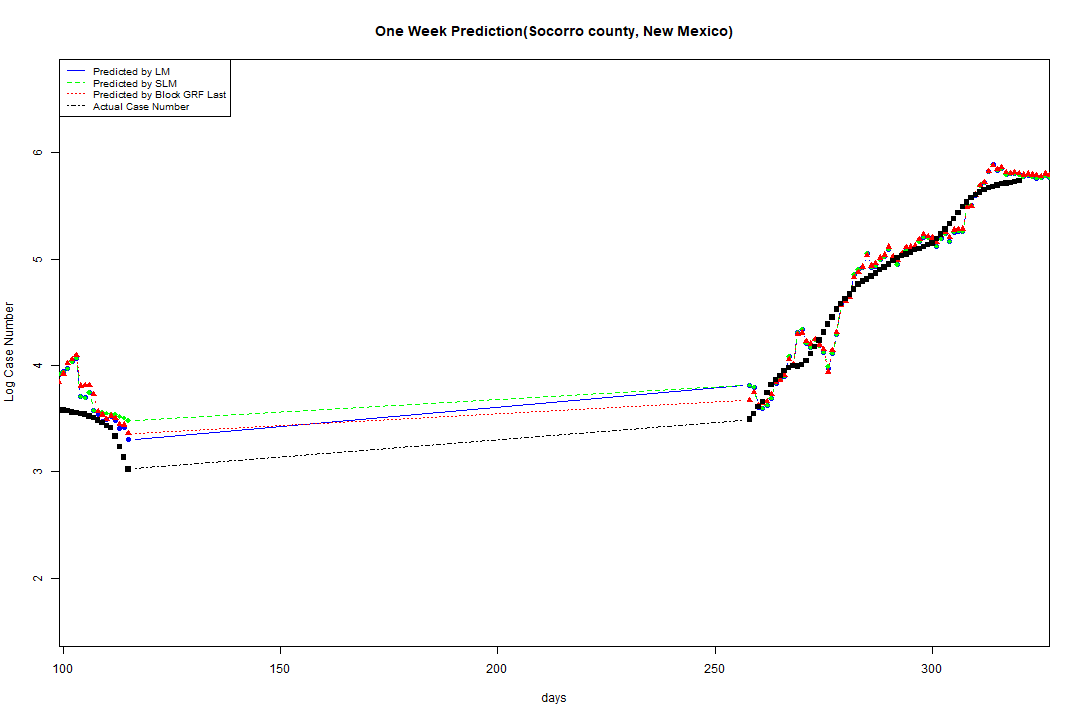 One Week Prediction(Socorro county, New Mexico)
Predicted by LM
Predicted by SLM
Predicted by Block GRF Last
Actual Case Number
6
5
4
3
2
Log Case Number
100
150
200
250
300
days